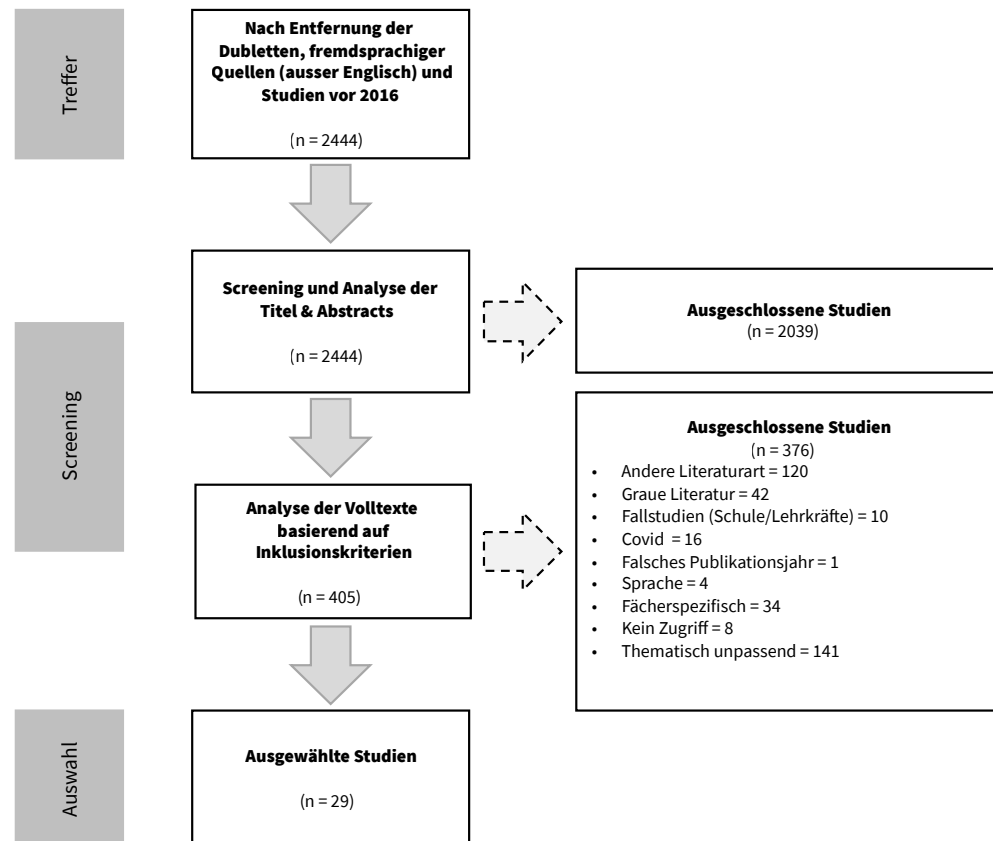 Treffer
Nach Entfernung der
Dubletten, fremdsprachiger
Quellen (ausser Englisch) und
Studien vor 2016
(n = 2444)
Screening
Screening und Analyse der
Titel & Abstracts
(n = 2444)
Ausgeschlossene Studien
(n = 2039)
Analyse der Volltexte
basierend auf
Inklusionskriterien
(n = 405)
Ausgeschlossene Studien
(n = 376)
• Andere Literaturart = 120
• Graue Literatur = 42
• Fallstudien (Schule/Lehrkräfte) = 10
• Covid = 16
• Falsches Publikationsjahr = 1
• Sprache = 4
• Fächerspezifisch = 34
• Kein Zugriff = 8
• Thematisch unpassend = 141
Auswahl
Ausgewählte Studien
(n = 29)